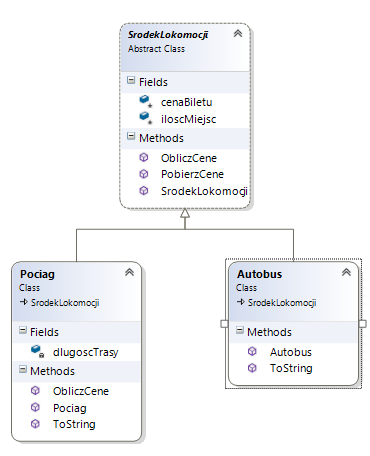 SrodekLokomocji
Abstract Class
Fields
cenaBiletu
iloscMiejsc
Methods
ObliczCene
PobierzCene
SrodekLokomogji
Pociag
Class
SrodekLokomocji
Fields
dlugoscTrasy
Methods
ObliczCene
Pociag
ToString
Autobus
Class
SrodekLokomocji
Methods
Autobus
ToString